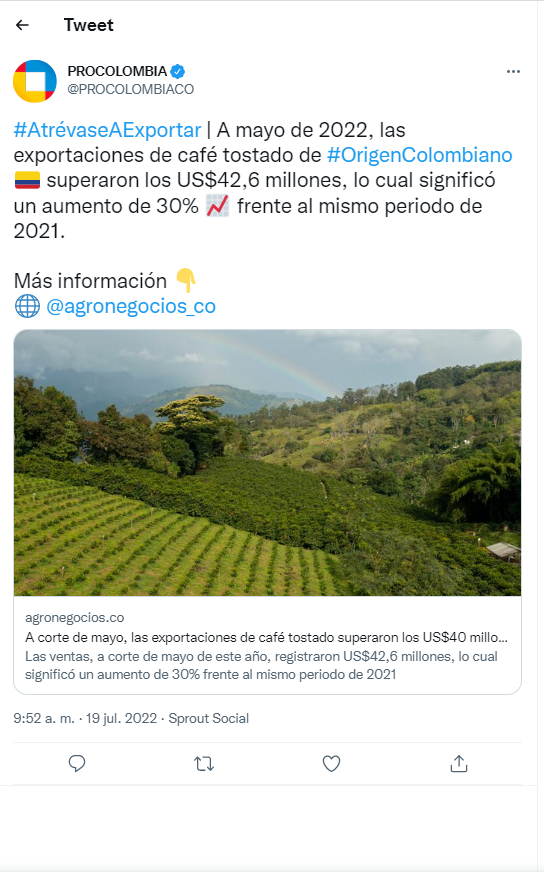 Tweet
PROCOLOMBIA
@PROCOLOMBIACO
#AtrévaseAExportar | A mayo de 2022, las
exportaciones de café tostado de #OrigenColombiano
🇨🇴 superaron los US$42,6 millones, lo cual significó
un aumento de 30% 📈 frente al mismo periodo de
2021.
Más información 👇
🌐 @agronegocios_co
agronegocios.co
A corte de mayo, las exportaciones de café tostado superaron los US$40 millo...
Las ventas, a corte de mayo de este año, registraron US$42,6 millones, lo cual
significó un aumento de 30% frente al mismo periodo de 2021
9:52 a. m. · 19 jul. 2022 · Sprout Social